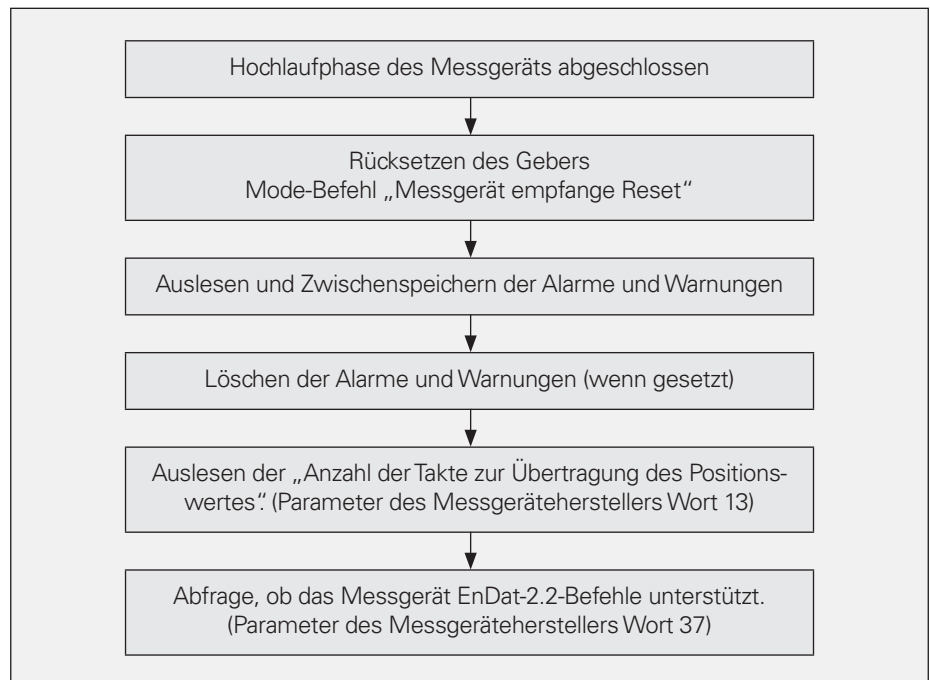 Hochlaufphase des Messgeräts abgeschlossen
Rücksetzen des Gebers
Mode-Befehl „Messgerät empfange Reset“
Auslesen und Zwischenspeichern der Alarme und Warnungen
Löschen der Alarme und Warnungen (wenn gesetzt)
Auslesen der „Anzahl der Takte zur Übertragung des Positions-
wertes“. (Parameter des Messgeräteherstellers Wort 13)
Abfrage, ob das Messgerät EnDat-2.2-Befehle unterstützt.
(Parameter des Messgeräteherstellers Wort 37)